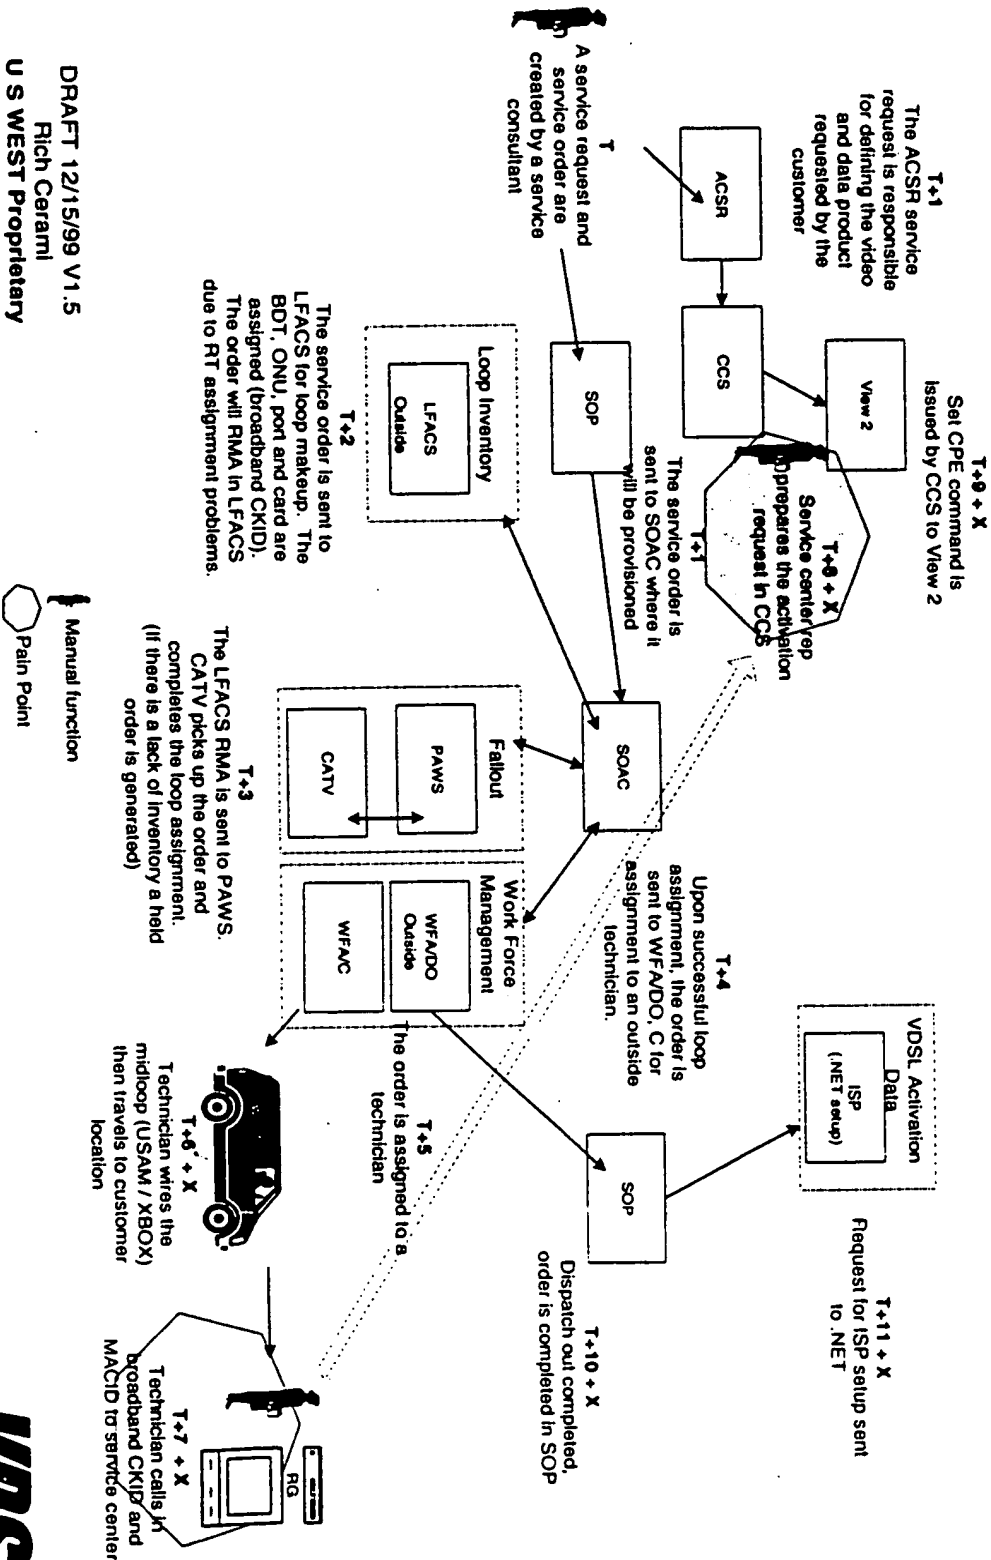 T+1
The ACSR service
request is responsible
for defining the video
and data product
requested by the
customer
ACSR
T
A service request and
service order are
created by a service
consultant
T+9 + X
Set CPE command is
issued by CCS to View 2
View 2
CCS
T+8 + X
Service center rep
prepares the activation
request in CCS
T+1
The service order is
sent to SOAC where it
will be provisioned
SOP
Loop Inventory
LFACS
Outside
T+2
The service order is sent to
LFACS for loop makeup. The
BDT, ONU, port and card are
assigned (broadband CKID).
The order will RMA in LFACS
due to RT assignment problems.
SOAC
Fallout
PAWS
CATV
T+3
The LFACS RMA is sent to PAWS.
CATV picks up the order and
completes the loop assignment.
(If there is a lack of inventory a held
order is generated)
T+4
Upon successful loop
assignment, the order is
sent to WFA/DO, C for
assignment to an outside
technician.
Work Force
Management
WFA/DO
Outside
WFA/C
T+5
The order is assigned to a
technician
T+6 + X
Technician wires the
midloop (USAM / XBOX)
then travels to customer
location
T+7 + X
Technician calls in
broadband CKID and
MACID to service center
RG
SOP
T+10 + X
Dispatch out completed,
order is completed in SOP
VDSL Activation
Data
ISP
(.NET setup)
T+11 + X
Request for ISP setup sent
to .NET
Manual function
Pain Point
DRAFT 12/15/99 V1.5
Rich Cerami
U S WEST Proprietary